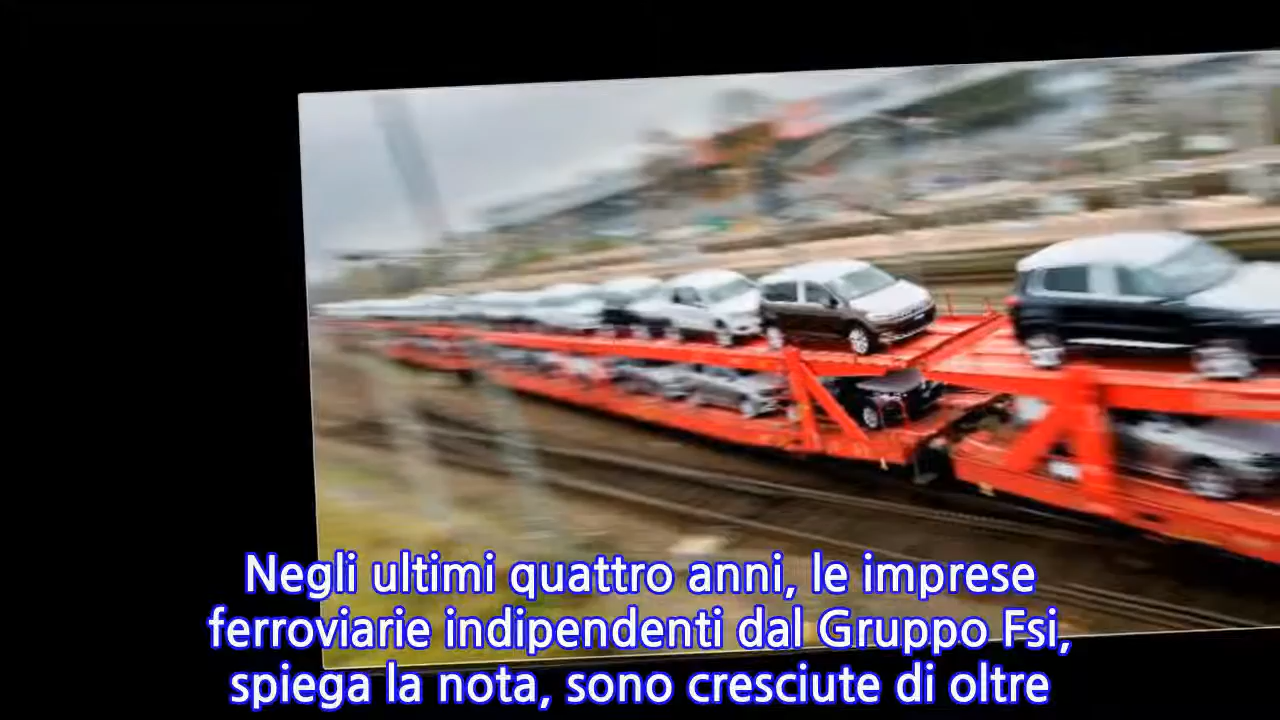 Negli ultimi quattro anni, le imprese
ferroviarie indipendenti dal Gruppo Fsi,
spiega la nota, sono cresciute di oltre